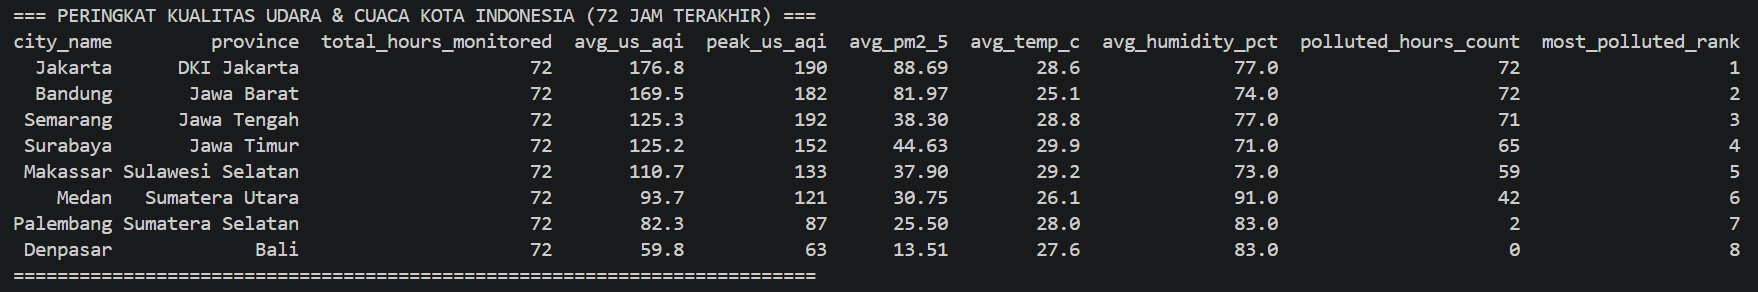 === PERINGKAT KUALITAS UDARA & CUACA KOTA INDONESIA (72 JAM TERAKHIR) ===
city_name province total_hours_monitored avg_us_aqi peak_us_aqi avg_pm2_5 avg_temp_c avg_humidity_pct polluted_hours_count most_polluted_rank
Jakarta DKI Jakarta 72 176.8 190 88.69 28.6 77.0 72 1
Bandung Jawa Barat 72 169.5 182 81.97 25.1 74.0 72 2
Semarang Jawa Tengah 72 125.3 192 38.30 28.8 77.0 71 3
Surabaya Jawa Timur 72 125.2 152 44.63 29.9 71.0 65 4
Makassar Sulawesi Selatan 72 110.7 133 37.90 29.2 73.0 59 5
Medan Sumatera Utara 72 93.7 121 30.75 26.1 91.0 42 6
Palembang Sumatera Selatan 72 82.3 87 25.50 28.0 83.0 2 7
Denpasar Bali 72 59.8 63 13.51 27.6 83.0 0 8
=========================================================================